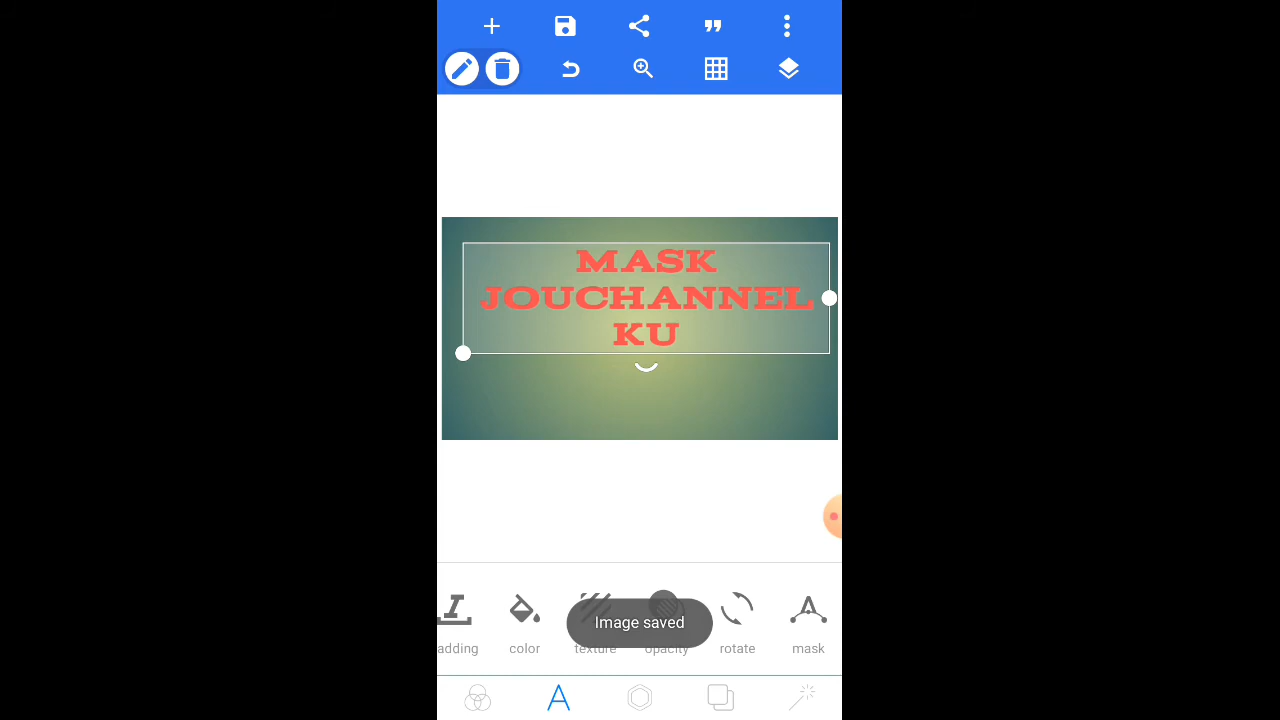 MASK
JOUCHANNEL
KU
Image saved
adding
color
texture
opacity
rotate
mask